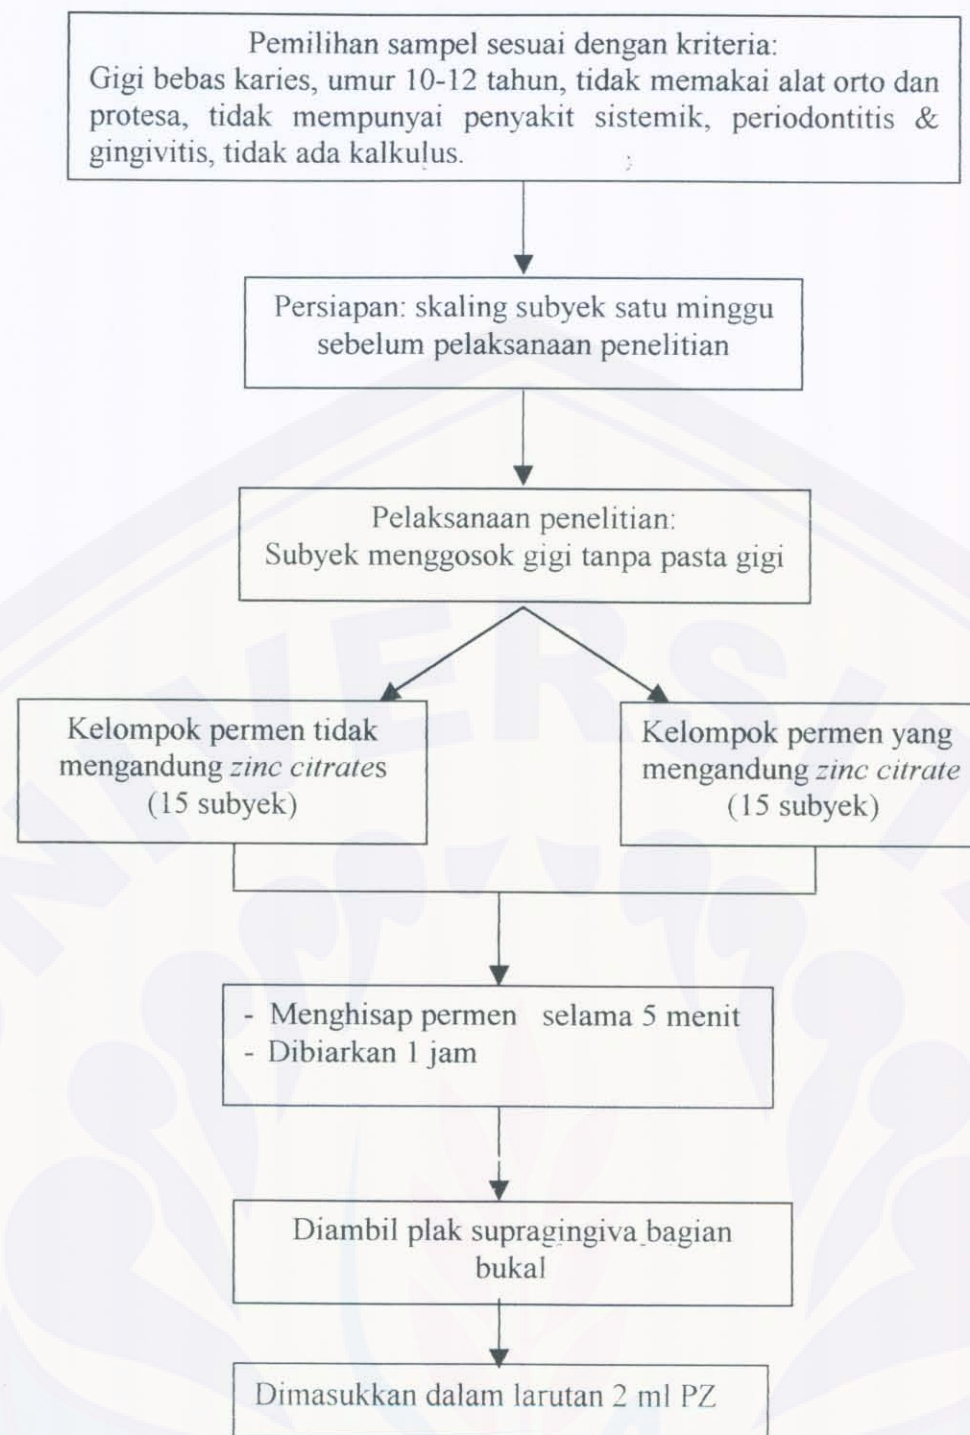 Pemilihan sampel sesuai dengan kriteria:
Gigi bebas karies, umur 10-12 tahun, tidak memakai alat orto dan
protesa, tidak mempunyai penyakit sistemik, periodontitis &
gingivitis, tidak ada kalkulus.
Persiapan: skaling subyek satu minggu
sebelum pelaksanaan penelitian
Pelaksanaan penelitian:
Subyek menggosok gigi tanpa pasta gigi
Kelompok permen tidak
mengandung zinc citrates
(15 subyek)
Kelompok permen yang
mengandung zinc citrate
(15 subyek)
- Menghisap permen selama 5 menit
- Dibiarkan 1 jam
Diambil plak supragingiva bagian
bukal
Dimasukkan dalam larutan 2 ml PZ
UNIVERSITA